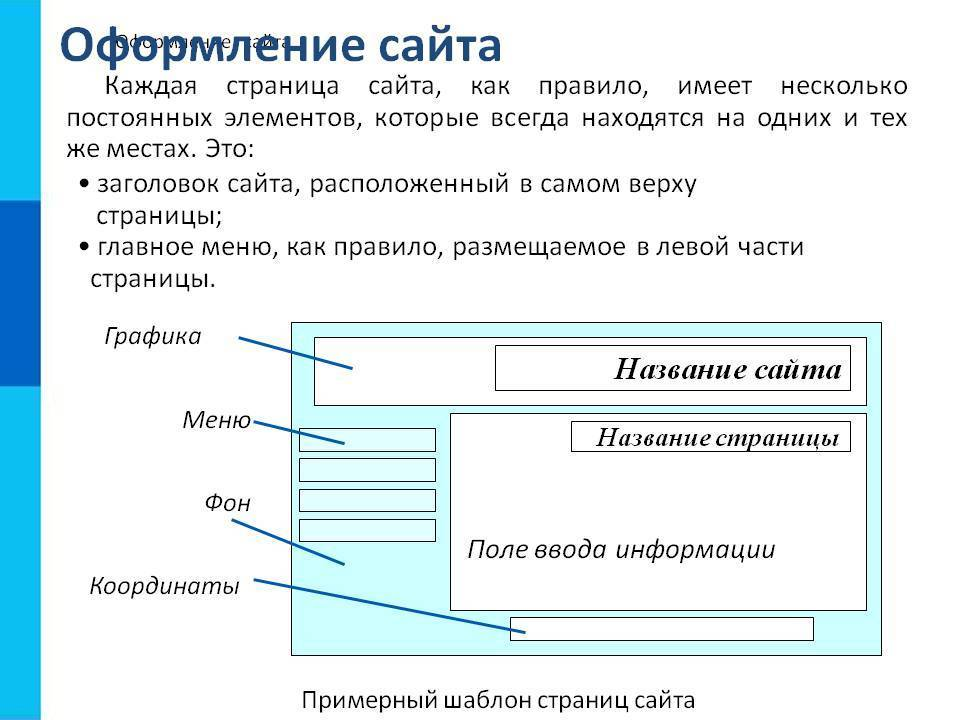 Оформление сайта
Оформление сайта
Каждая страница сайта, как правило, имеет несколько
постоянных элементов, которые всегда находятся на одних и тех
же местах. Это:
• заголовок сайта, расположенный в самом верху
страницы;
• главное меню, как правило, размещаемое в левой части
страницы.
Графика
Название сайта
Меню
Название страницы
Фон
Поле ввода информации
Координаты
Примерный шаблон страниц сайта